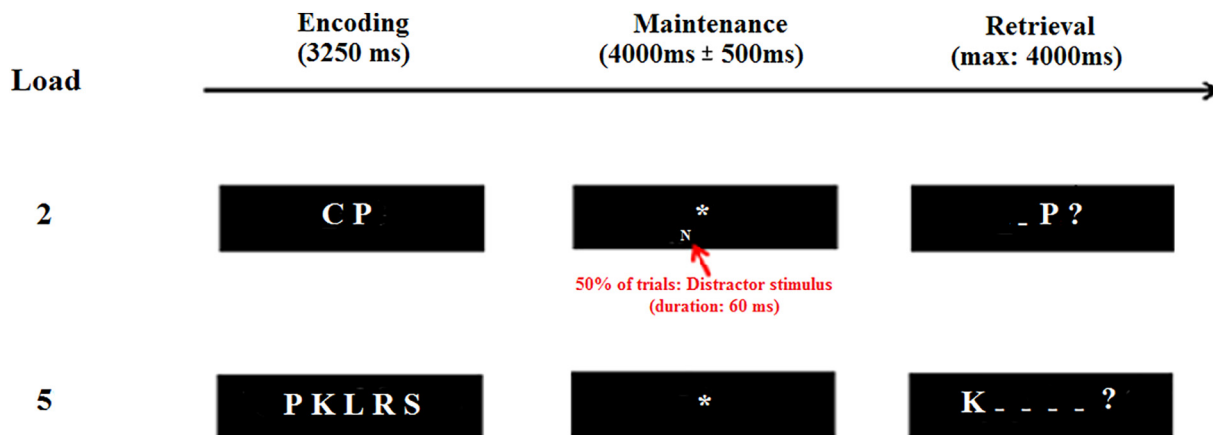 Encoding
(3250 ms)
Maintenance
(4000ms ± 500ms)
Retrieval
(max: 4000ms)
Load
2
C P
*
N
_ P ?
50% of trials: Distractor stimulus
(duration: 60 ms)
5
P K L R S
*
K _ _ _ _ ?